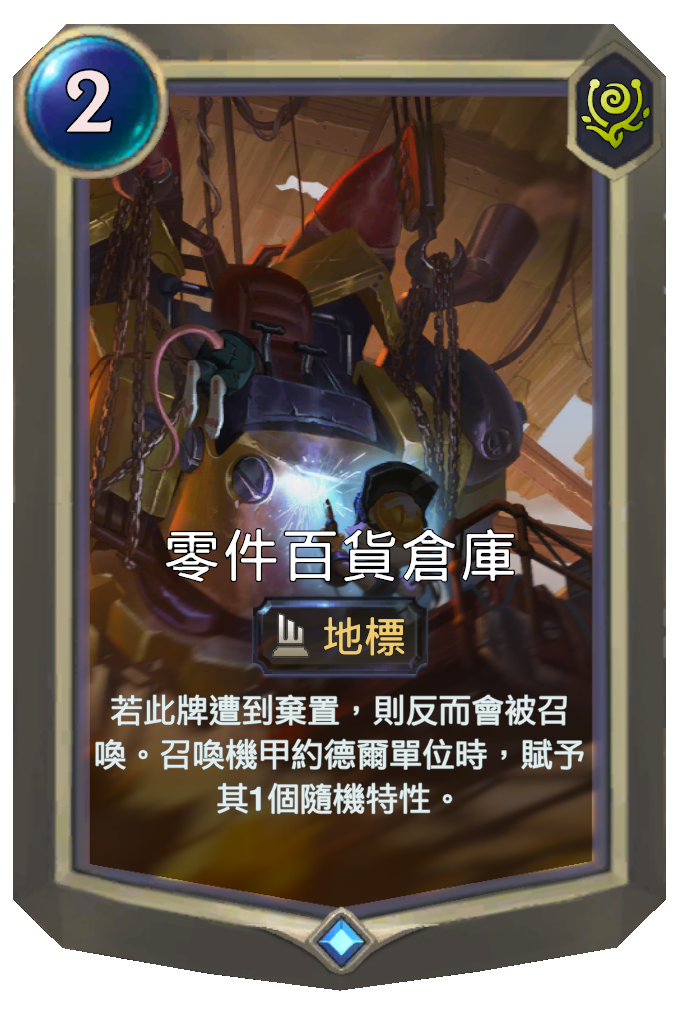 2
零件百貨倉庫
地標
若此牌遭到棄置，則反而會被召
喚。召喚機甲約德爾單位時，賦予
其1個隨機特性。